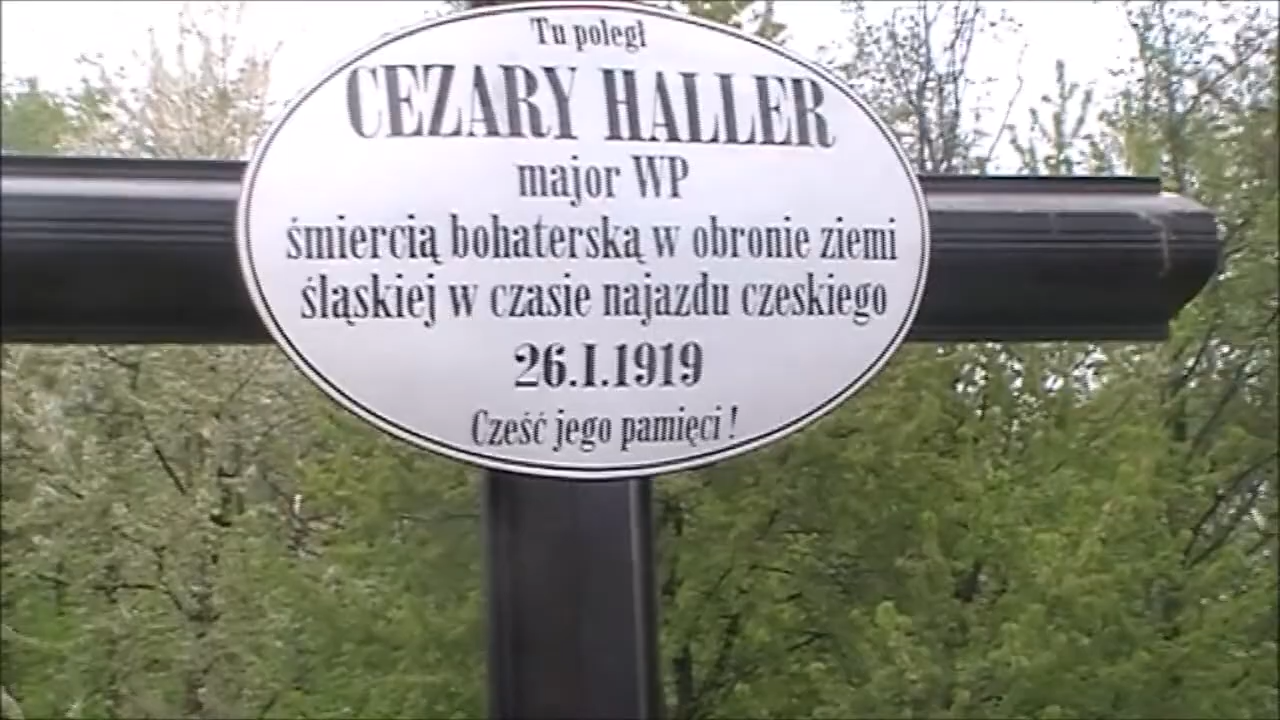 Tu poległ
CEZARY HALLER
major WP
śmiercią bohaterską w obronie ziemi
śląskiej w czasie najazdu czeskiego
26.I.1919
Cześć jego pamięci !